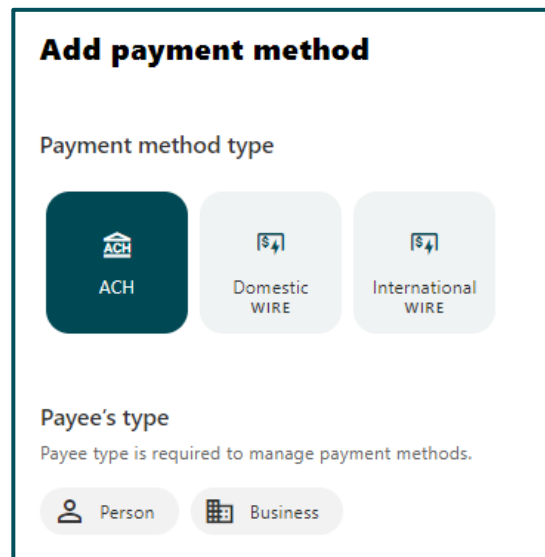 Add payment method
Payment method type
ACH
ACH
Domestic
WIRE
International
WIRE
Payee's type
Payee type is required to manage payment methods.
Person
Business